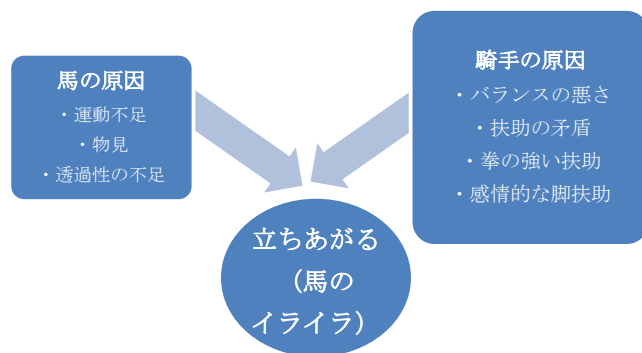 馬の原因
・運動不足
・物見
・透過性の不足
騎手の原因
・バランスの悪さ
・扶助の矛盾
・拳の強い扶助
・感情的な脚扶助
立ちあがる
（馬の
イライラ）